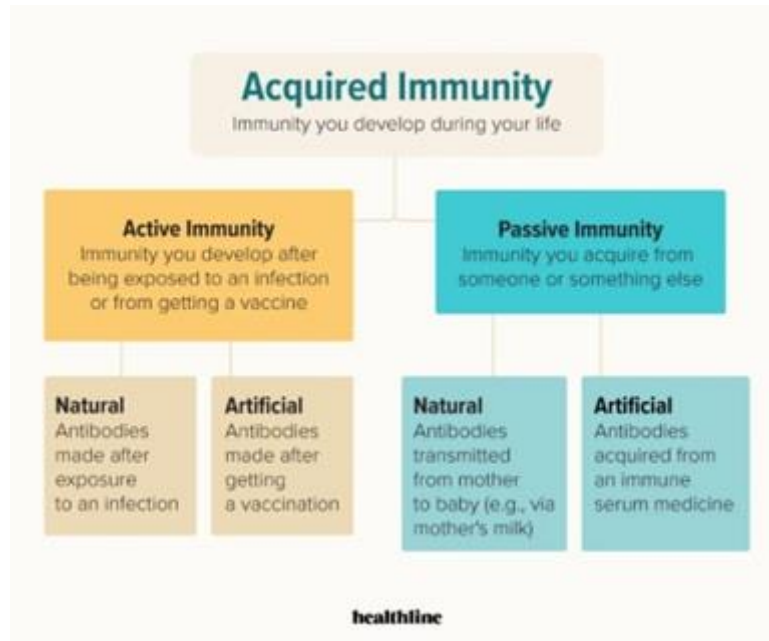 Acquired Immunity
Immunity you develop during your life
Active Immunity
Immunity you develop after
being exposed to an infection
or from getting a vaccine
Passive Immunity
Immunity you acquire from
someone or something else
Natural
Antibodies
made after
exposure
to an infection
Artificial
Antibodies
made after
getting
a vaccination
Natural
Antibodies
transmitted
from mother
to baby (e.g., via
mother's milk)
Artificial
Antibodies
acquired from
an immune
serum medicine
healthline